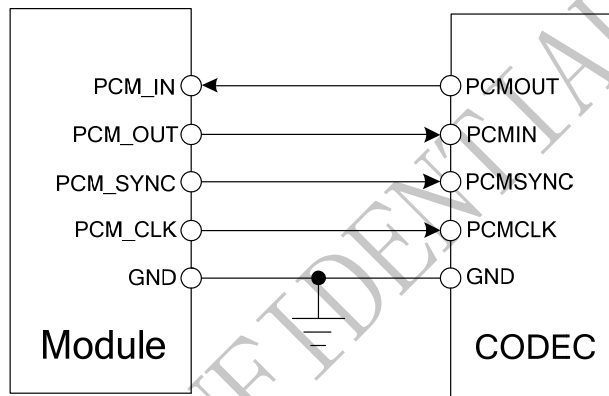 PCM_IN PCMOUT
PCM_OUT PCMIN
PCM_SYNC PCMSYNC
PCM_CLK PCMCLK
GND GND
Module CODEC